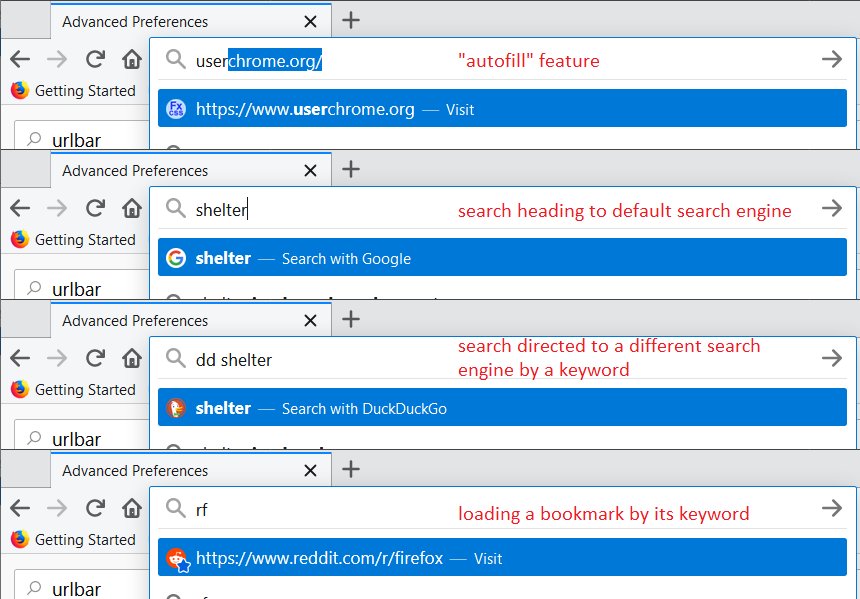 Advanced Preferences
userchrome.org/
"autofill" feature
Getting Started
Fx CSS
https://www.userchrome.org — Visit
urlbar
Advanced Preferences
shelter
search heading to default search engine
Getting Started
shelter — Search with Google
urlbar
Advanced Preferences
dd shelter
search directed to a different search
engine by a keyword
Getting Started
shelter — Search with DuckDuckGo
urlbar
Advanced Preferences
rf
loading a bookmark by its keyword
Getting Started
https://www.reddit.com/r/firefox — Visit
urlbar